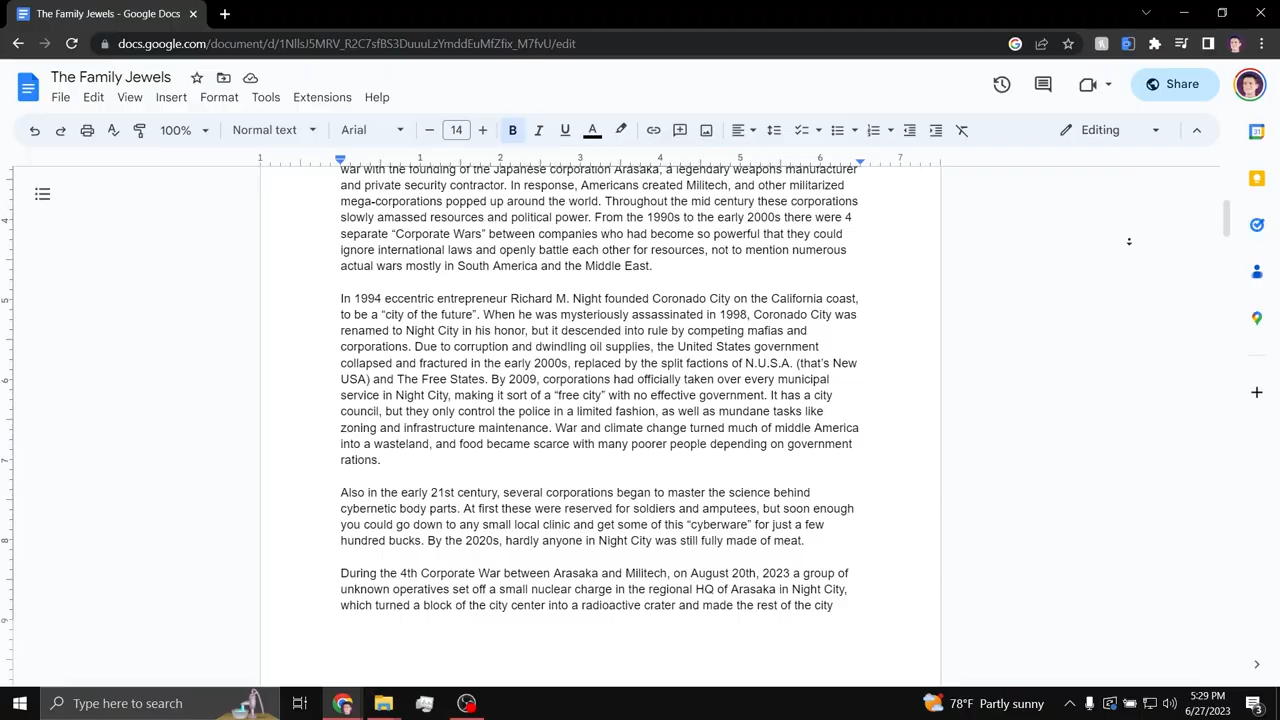 The Family Jewels - Google Docs
docs.google.com/document/d/1NllsJ5MRV_R2C7sfBS3DuuuLzYmddEuMfZfix_M7fvU/edit
The Family Jewels
Share
File Edit View Insert Format Tools Extensions Help
100% Normal text Arial 14 B I U A Editing
1 1 2 3 4 5 6 7
war with the founding of the Japanese corporation Arasaka, a legendary weapons manufacturer
and private security contractor. In response, Americans created Militech, and other militarized
mega-corporations popped up around the world. Throughout the mid century these corporations
slowly amassed resources and political power. From the 1990s to the early 2000s there were 4
separate “Corporate Wars” between companies who had become so powerful that they could
ignore international laws and openly battle each other for resources, not to mention numerous
actual wars mostly in South America and the Middle East.
In 1994 eccentric entrepreneur Richard M. Night founded Coronado City on the California coast,
to be a “city of the future”. When he was mysteriously assassinated in 1998, Coronado City was
renamed to Night City in his honor, but it descended into rule by competing mafias and
corporations. Due to corruption and dwindling oil supplies, the United States government
collapsed and fractured in the early 2000s, replaced by the split factions of N.U.S.A. (that’s New
USA) and The Free States. By 2009, corporations had officially taken over every municipal
service in Night City, making it sort of a “free city” with no effective government. It has a city
council, but they only control the police in a limited fashion, as well as mundane tasks like
zoning and infrastructure maintenance. War and climate change turned much of middle America
into a wasteland, and food became scarce with many poorer people depending on government
rations.
Also in the early 21st century, several corporations began to master the science behind
cybernetic body parts. At first these were reserved for soldiers and amputees, but soon enough
you could go down to any small local clinic and get some of this “cyberware” for just a few
hundred bucks. By the 2020s, hardly anyone in Night City was still fully made of meat.
During the 4th Corporate War between Arasaka and Militech, on August 20th, 2023 a group of
unknown operatives set off a small nuclear charge in the regional HQ of Arasaka in Night City,
which turned a block of the city center into a radioactive crater and made the rest of the city
4
5
6
7
8
9
Type here to search
78°F Partly sunny
5:29 PM
6/27/2023
3